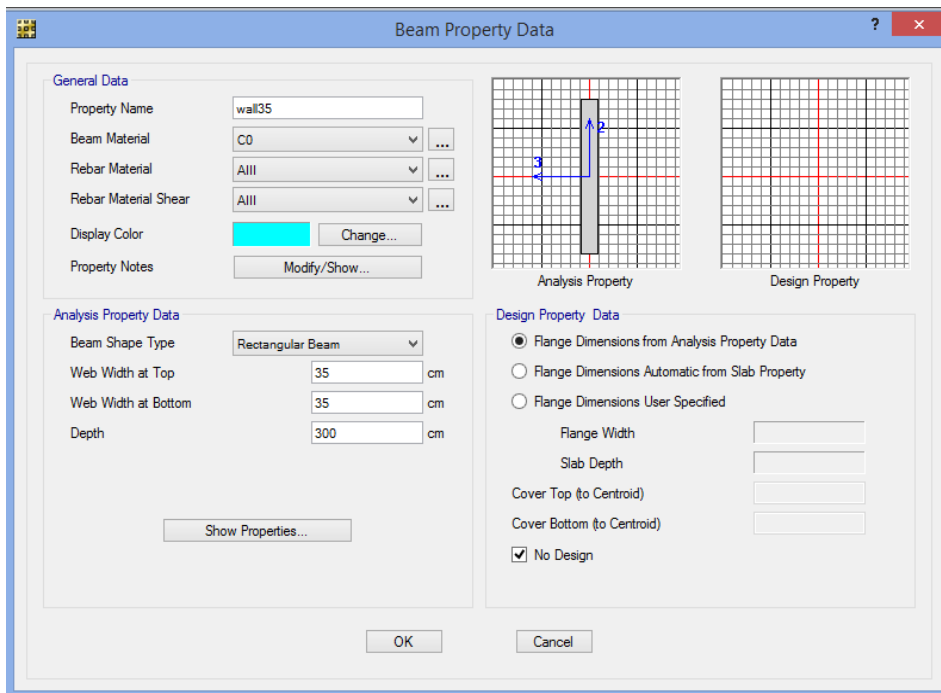 Beam Property Data
?
General Data
Property Name wall35
Beam Material C0 ...
Rebar Material AIII ...
Rebar Material Shear AIII ...
Display Color Change...
Property Notes Modify/Show...
2
3
Analysis Property
Design Property
Analysis Property Data
Beam Shape Type Rectangular Beam
Web Width at Top 35 cm
Web Width at Bottom 35 cm
Depth 300 cm
Show Properties...
Design Property Data
Flange Dimensions from Analysis Property Data
Flange Dimensions Automatic from Slab Property
Flange Dimensions User Specified
Flange Width
Slab Depth
Cover Top (to Centroid)
Cover Bottom (to Centroid)
No Design
OK
Cancel